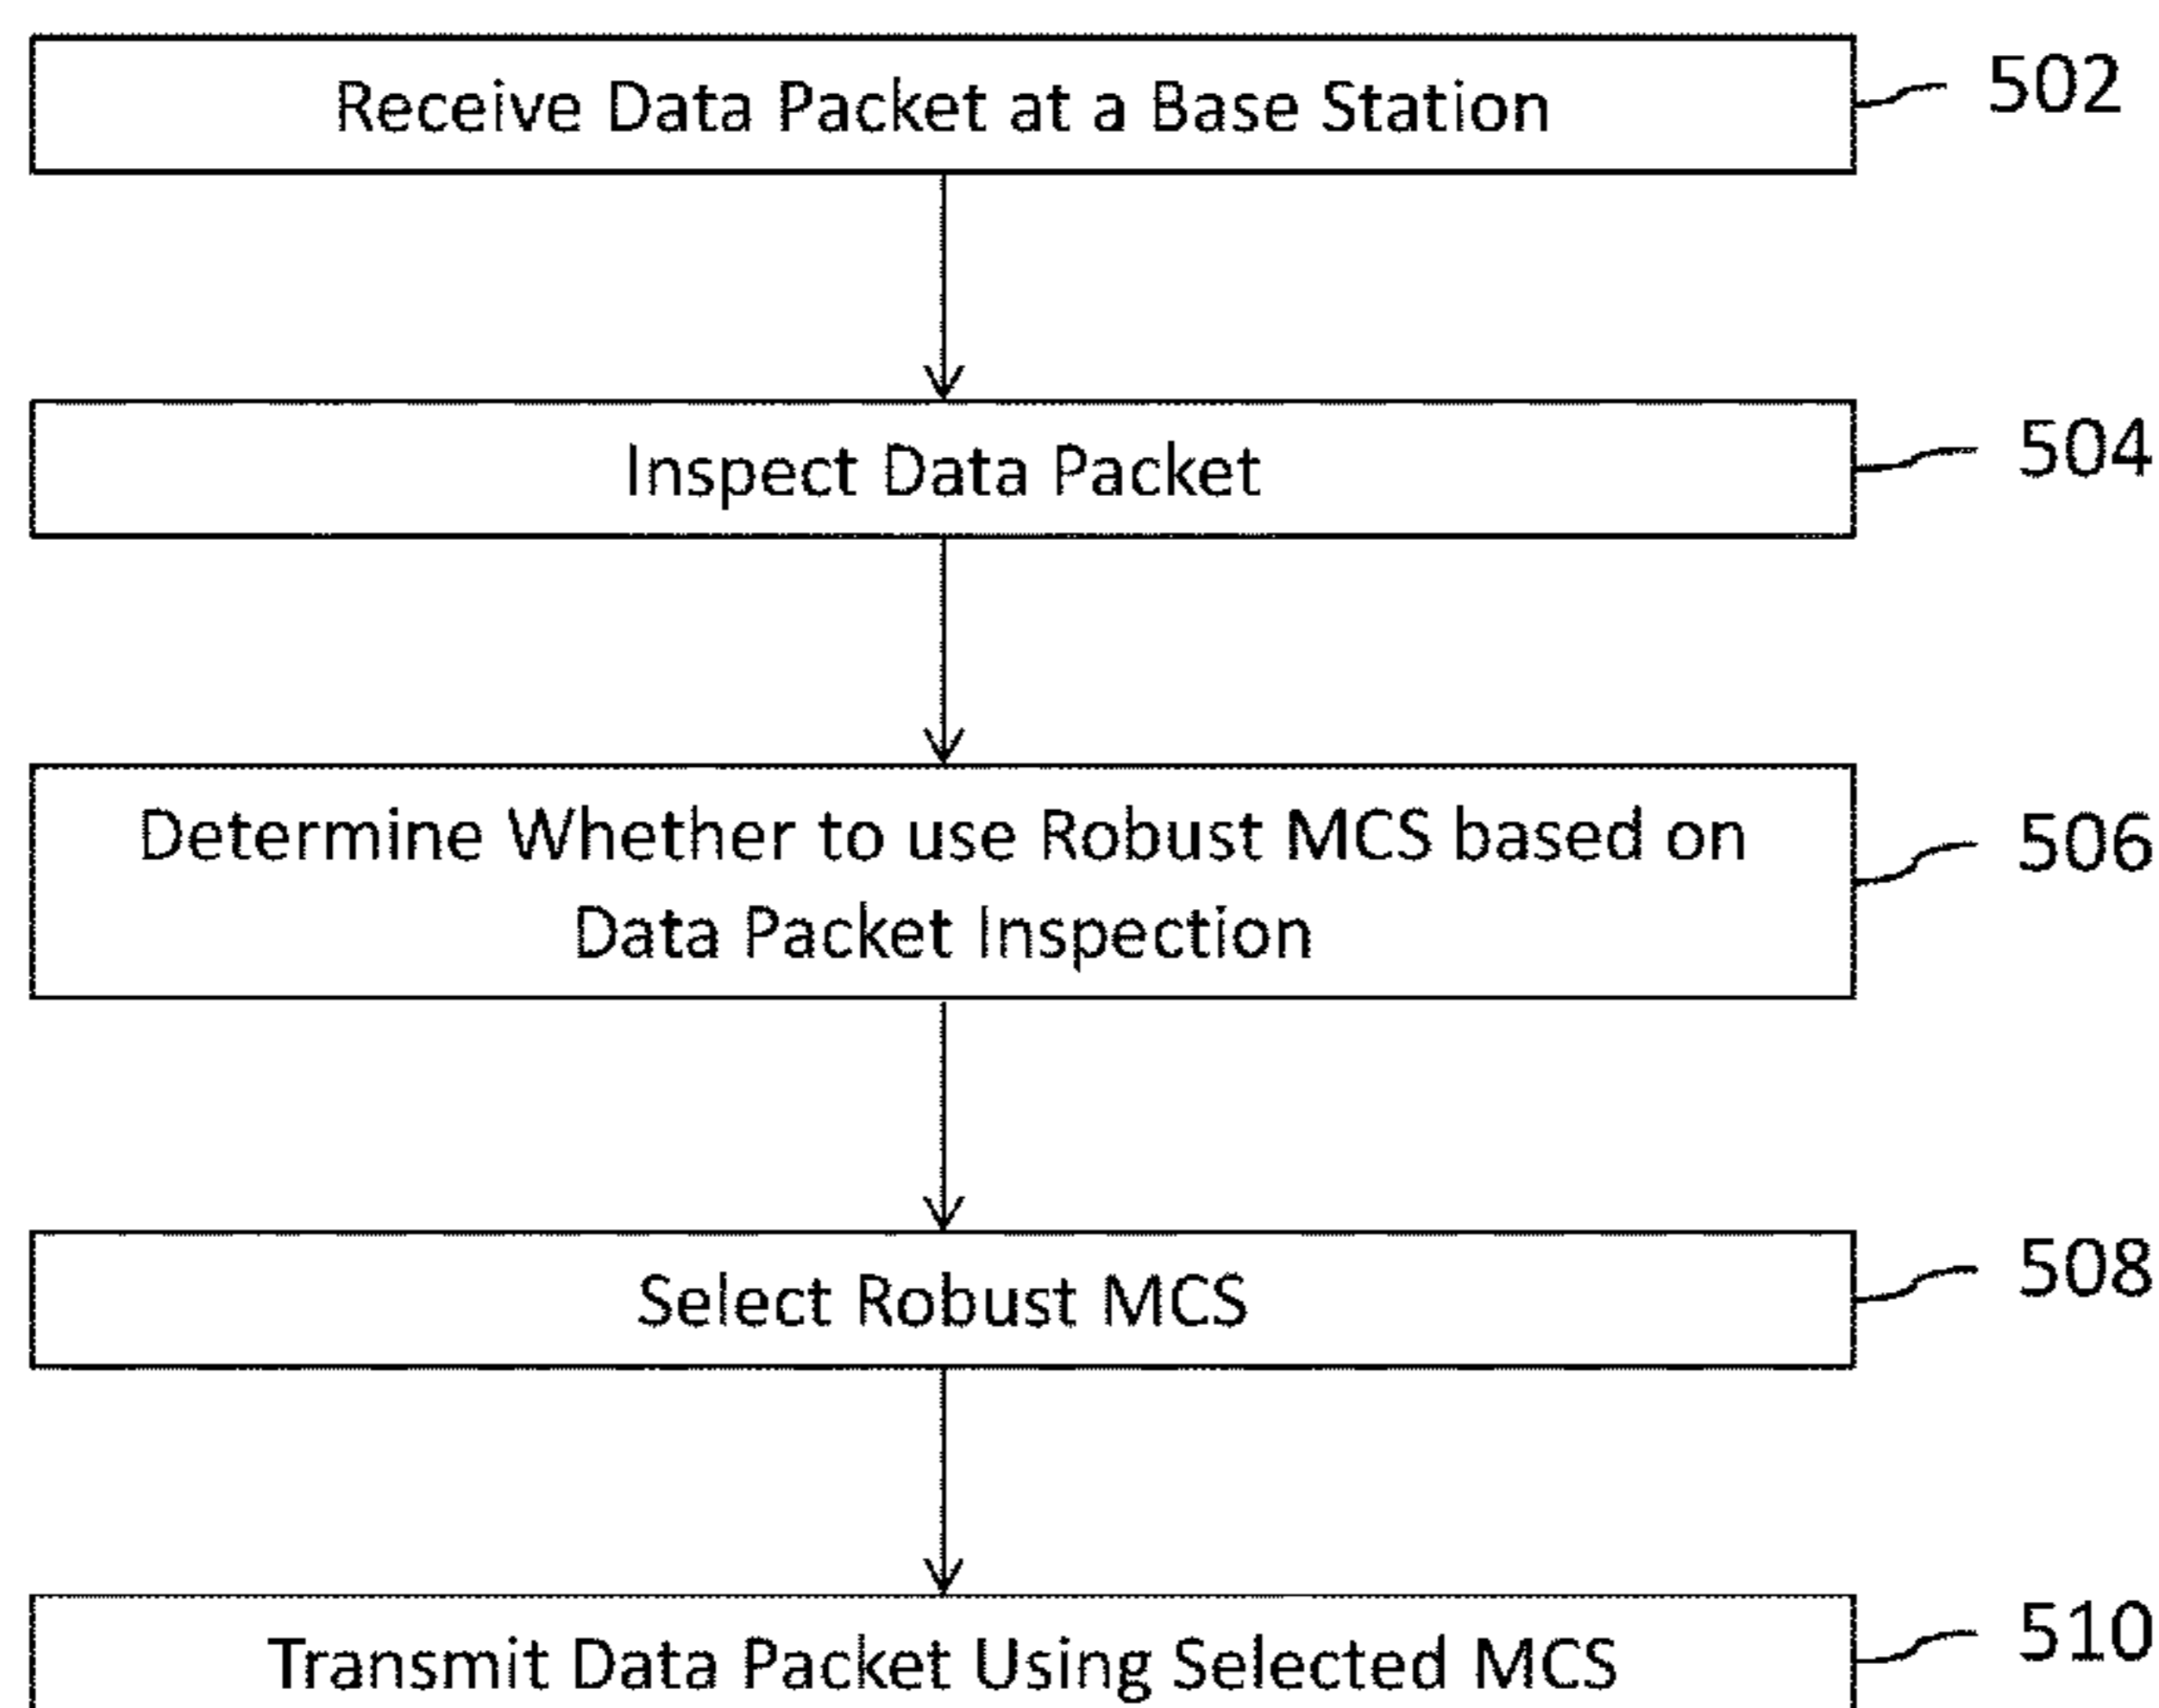 Receive Data Packet at a Base Station
502
Inspect Data Packet
504
Determine Whether to use Robust MCS based on
Data Packet Inspection
506
Select Robust MCS
508
Transmit Data Packet Using Selected MCS
510